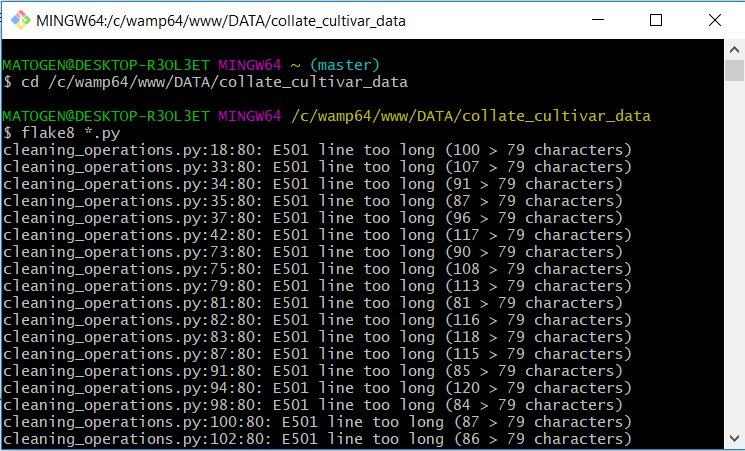 MINGW64:/c/wamp64/www/DATA/collate_cultivar_data
MATOGEN@DESKTOP-R3OL3ET MINGW64 ~ (master)
$ cd /c/wamp64/www/DATA/collate_cultivar_data
MATOGEN@DESKTOP-R3OL3ET MINGW64 /c/wamp64/www/DATA/collate_cultivar_data
$ flake8 *.py
cleaning_operations.py:18:80: E501 line too long (100 > 79 characters)
cleaning_operations.py:33:80: E501 line too long (107 > 79 characters)
cleaning_operations.py:34:80: E501 line too long (91 > 79 characters)
cleaning_operations.py:35:80: E501 line too long (87 > 79 characters)
cleaning_operations.py:37:80: E501 line too long (96 > 79 characters)
cleaning_operations.py:42:80: E501 line too long (117 > 79 characters)
cleaning_operations.py:73:80: E501 line too long (90 > 79 characters)
cleaning_operations.py:75:80: E501 line too long (108 > 79 characters)
cleaning_operations.py:79:80: E501 line too long (113 > 79 characters)
cleaning_operations.py:81:80: E501 line too long (81 > 79 characters)
cleaning_operations.py:82:80: E501 line too long (116 > 79 characters)
cleaning_operations.py:83:80: E501 line too long (118 > 79 characters)
cleaning_operations.py:87:80: E501 line too long (115 > 79 characters)
cleaning_operations.py:91:80: E501 line too long (85 > 79 characters)
cleaning_operations.py:94:80: E501 line too long (120 > 79 characters)
cleaning_operations.py:98:80: E501 line too long (84 > 79 characters)
cleaning_operations.py:100:80: E501 line too long (87 > 79 characters)
cleaning_operations.py:102:80: E501 line too long (86 > 79 characters)